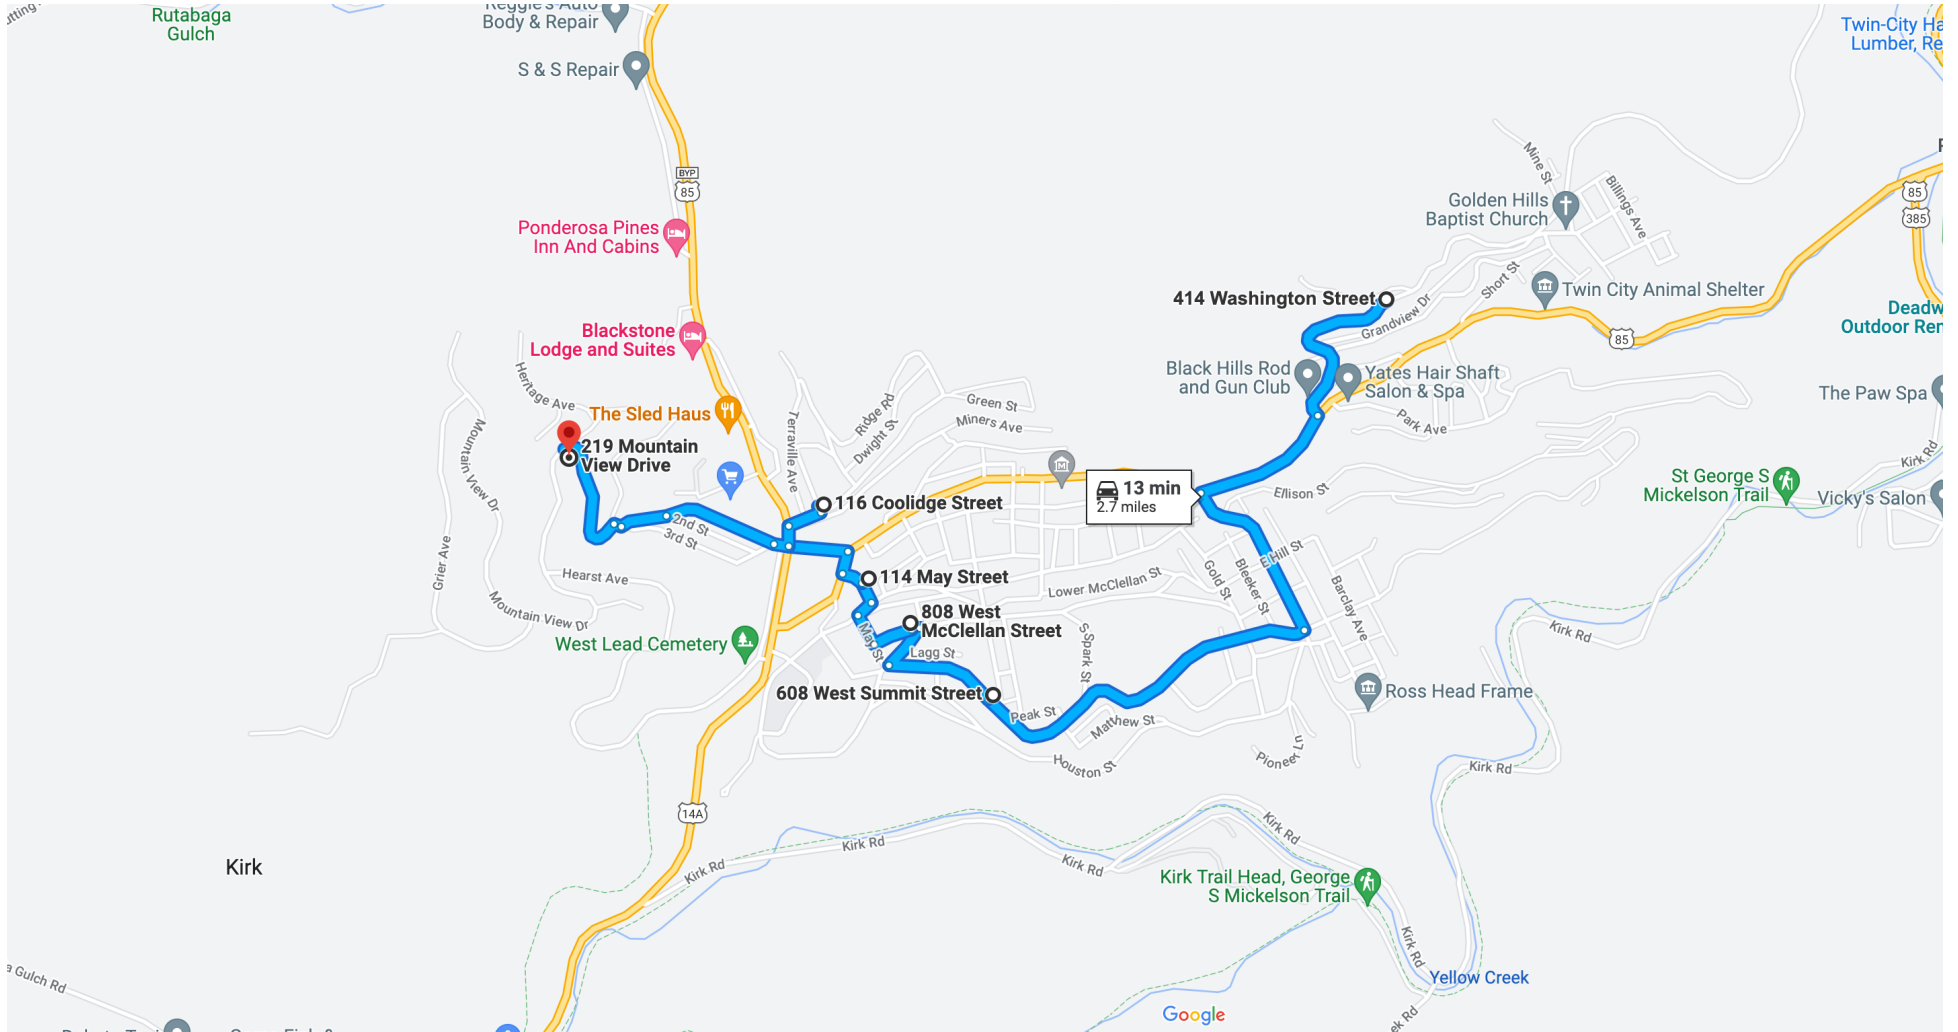 Rutabaga
Gulch
Reggie's Auto
Body & Repair
S & S Repair
Twin-City Ha
Lumber, Re
BYP
85
Ponderosa Pines
Inn And Cabins
Mine St
Billings Ave
Golden Hills
Baptist Church
85
385
Short St
Twin City Animal Shelter
414 Washington Street
Grandview Dr
Deadw
Outdoor Ren
85
Blackstone
Lodge and Suites
Heritage Ave
Black Hills Rod
and Gun Club
Yates Hair Shaft
Salon & Spa
The Paw Spa
The Sled Haus
Terraville Ave
Ridge Rd
Dwight St
Green St
Miners Ave
Park Ave
219 Mountain
View Drive
Mountain View Dr
Kirk Rd
St George S
Mickelson Trail
Vicky's Salon
13 min
2.7 miles
Ellison St
116 Coolidge Street
2nd St
3rd St
Grier Ave
Hearst Ave
114 May Street
Lower McClellan St
Gold St
Bleeker St
E Hill St
Barclay Ave
Mountain View Dr
808 West
McClellan Street
May St
Lagg St
S Spark St
Kirk Rd
West Lead Cemetery
608 West Summit Street
Peak St
Matthew St
Ross Head Frame
Houston St
Pioneer Ln
Kirk Rd
14A
Kirk
Kirk Rd
Kirk Rd
Kirk Rd
Kirk Rd
Kirk Trail Head, George
S Mickelson Trail
Kirk Rd
a Gulch Rd
Yellow Creek
Google
ek Rd